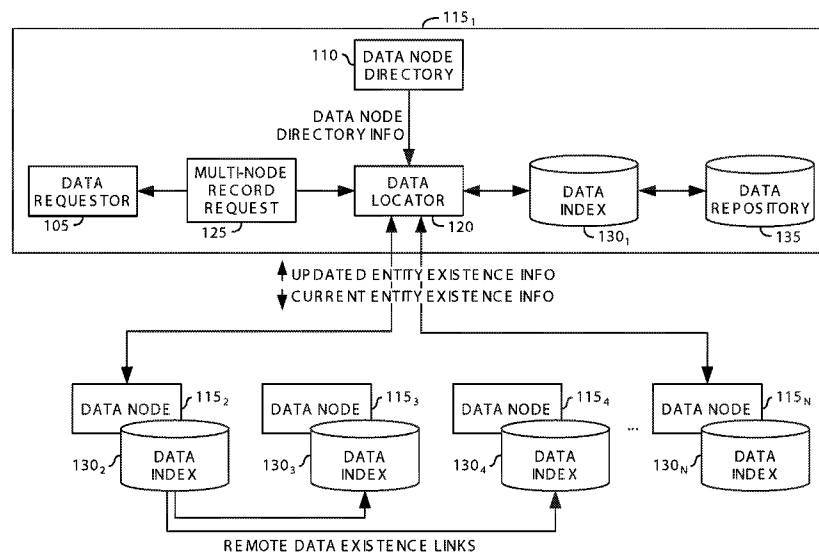 115₁
110
DATA NODE
DIRECTORY
DATA NODE
DIRECTORY INFO
DATA
REQUESTOR
105
MULTI-NODE
RECORD
REQUEST
125
DATA
LOCATOR
120
DATA
INDEX
130₁
DATA
REPOSITORY
135
UPDATED ENTITY EXISTENCE INFO
CURRENT ENTITY EXISTENCE INFO
DATA NODE
115₂
130₂
DATA
INDEX
DATA NODE
115₃
130₃
DATA
INDEX
DATA NODE
115₄
130₄
DATA
INDEX
...
DATA NODE
115N
130N
DATA
INDEX
REMOTE DATA EXISTENCE LINKS